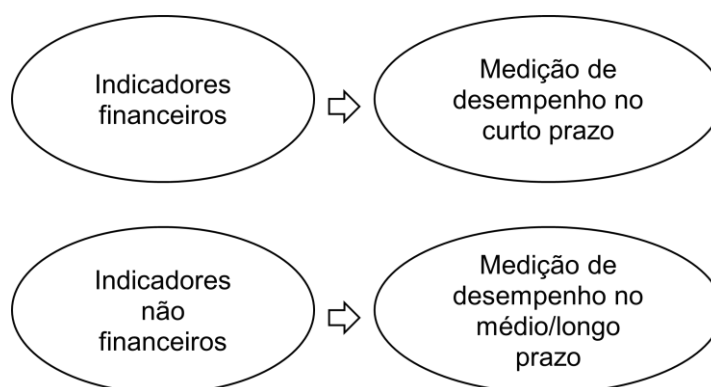 Indicadores
financeiros
Medição de
desempenho no
curto prazo
Indicadores
não
financeiros
Medição de
desempenho no
médio/longo
prazo